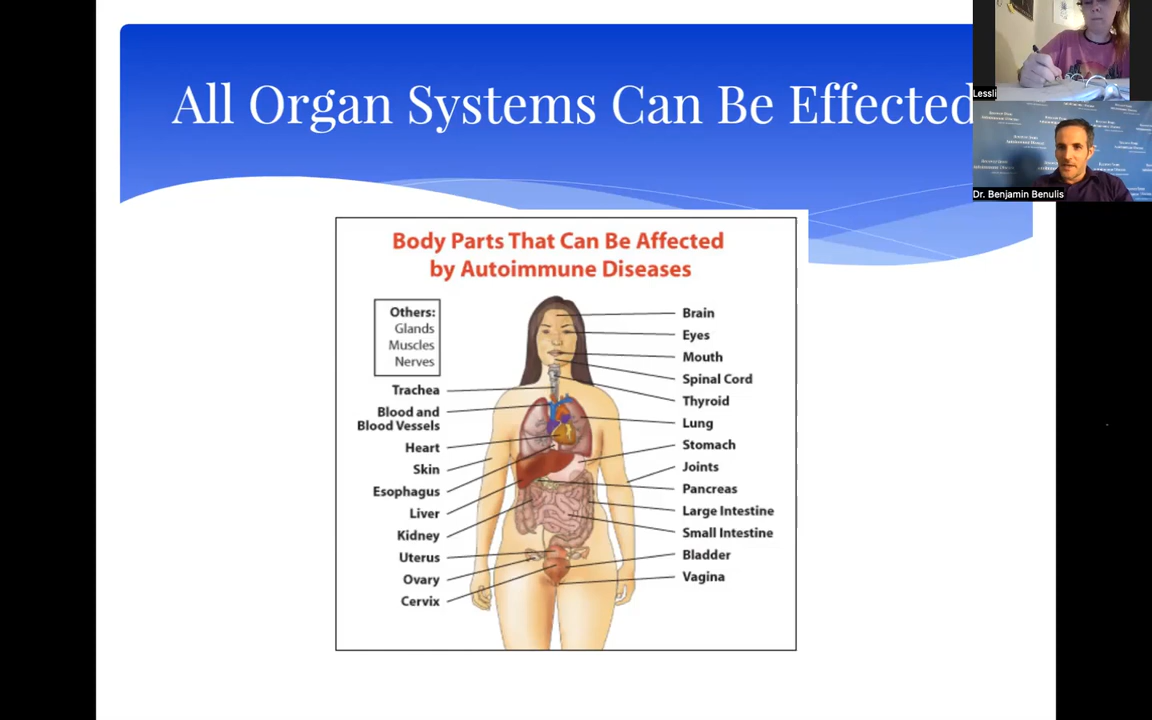 All Organ Systems Can Be Effected
Lessli
Dr. Benjamin Benulis
Body Parts That Can Be Affected
by Autoimmune Diseases
Others:
Glands
Muscles
Nerves
Trachea
Blood and
Blood Vessels
Heart
Skin
Esophagus
Liver
Kidney
Uterus
Ovary
Cervix
Brain
Eyes
Mouth
Spinal Cord
Thyroid
Lung
Stomach
Joints
Pancreas
Large Intestine
Small Intestine
Bladder
Vagina